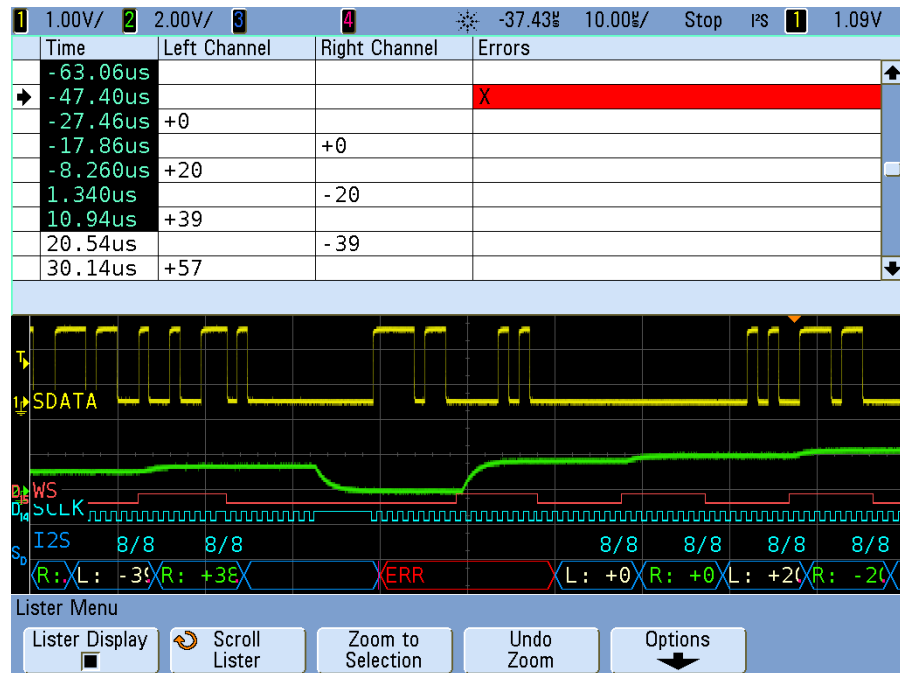 1 1.00V/ 2 2.00V/ 3 4 -37.43µs 10.00µs/ Stop I²S 1 1.09V
Time Left Channel Right Channel Errors
-63.06us
-47.40us X
-27.46us +0
-17.86us +0
-8.260us +20
1.340us -20
10.94us +39
20.54us -39
30.14us +57
T
1 SDATA
WS
D14 SCLK
I2S 8/8 8/8 8/8 8/8 8/8 8/8
R: L: -39 R: +38 ERR L: +0 R: +0 L: +20 R: -20
Lister Menu
Lister Display Scroll Lister Zoom to Selection Undo Zoom Options